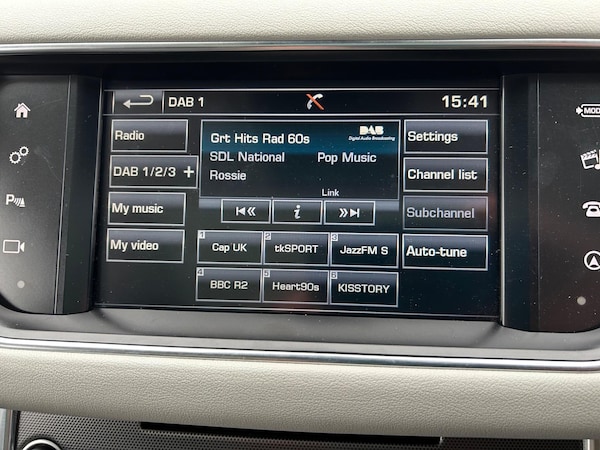 DAB 1
15:41
Radio
Grt Hits Rad 60s
DAB
Digital Audio Broadcasting
Settings
MOD
SDL National Pop Music
DAB 1/2/3 +
Rossie
Channel list
Link
P
My music
i
Subchannel
My video
1 Cap UK
2 tkSPORT
3 JazzFM S
Auto-tune
4 BBC R2
5 Heart90s
6 KISSTORY